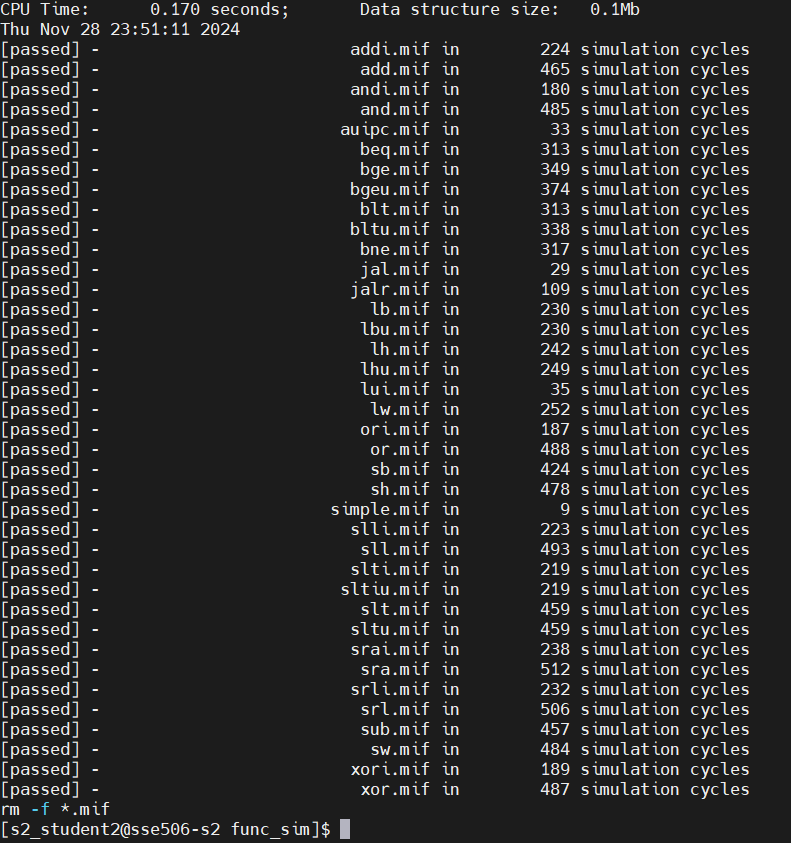 CPU Time:      0.170 seconds;       Data structure size:   0.1Mb
Thu Nov 28 23:51:11 2024
[passed] -                         addi.mif in        224 simulation cycles
[passed] -                          add.mif in        465 simulation cycles
[passed] -                         andi.mif in        180 simulation cycles
[passed] -                          and.mif in        485 simulation cycles
[passed] -                        auipc.mif in         33 simulation cycles
[passed] -                          beq.mif in        313 simulation cycles
[passed] -                          bge.mif in        349 simulation cycles
[passed] -                         bgeu.mif in        374 simulation cycles
[passed] -                          blt.mif in        313 simulation cycles
[passed] -                         bltu.mif in        338 simulation cycles
[passed] -                          bne.mif in        317 simulation cycles
[passed] -                          jal.mif in         29 simulation cycles
[passed] -                         jalr.mif in        109 simulation cycles
[passed] -                           lb.mif in        230 simulation cycles
[passed] -                          lbu.mif in        230 simulation cycles
[passed] -                           lh.mif in        242 simulation cycles
[passed] -                          lhu.mif in        249 simulation cycles
[passed] -                          lui.mif in         35 simulation cycles
[passed] -                           lw.mif in        252 simulation cycles
[passed] -                          ori.mif in        187 simulation cycles
[passed] -                           or.mif in        488 simulation cycles
[passed] -                           sb.mif in        424 simulation cycles
[passed] -                           sh.mif in        478 simulation cycles
[passed] -                       simple.mif in          9 simulation cycles
[passed] -                         slli.mif in        223 simulation cycles
[passed] -                          sll.mif in        493 simulation cycles
[passed] -                         slti.mif in        219 simulation cycles
[passed] -                        sltiu.mif in        219 simulation cycles
[passed] -                          slt.mif in        459 simulation cycles
[passed] -                         sltu.mif in        459 simulation cycles
[passed] -                         srai.mif in        238 simulation cycles
[passed] -                          sra.mif in        512 simulation cycles
[passed] -                         srli.mif in        232 simulation cycles
[passed] -                          srl.mif in        506 simulation cycles
[passed] -                          sub.mif in        457 simulation cycles
[passed] -                           sw.mif in        484 simulation cycles
[passed] -                         xori.mif in        189 simulation cycles
[passed] -                          xor.mif in        487 simulation cycles
rm -f *.mif
[s2_student2@sse506-s2 func_sim]$